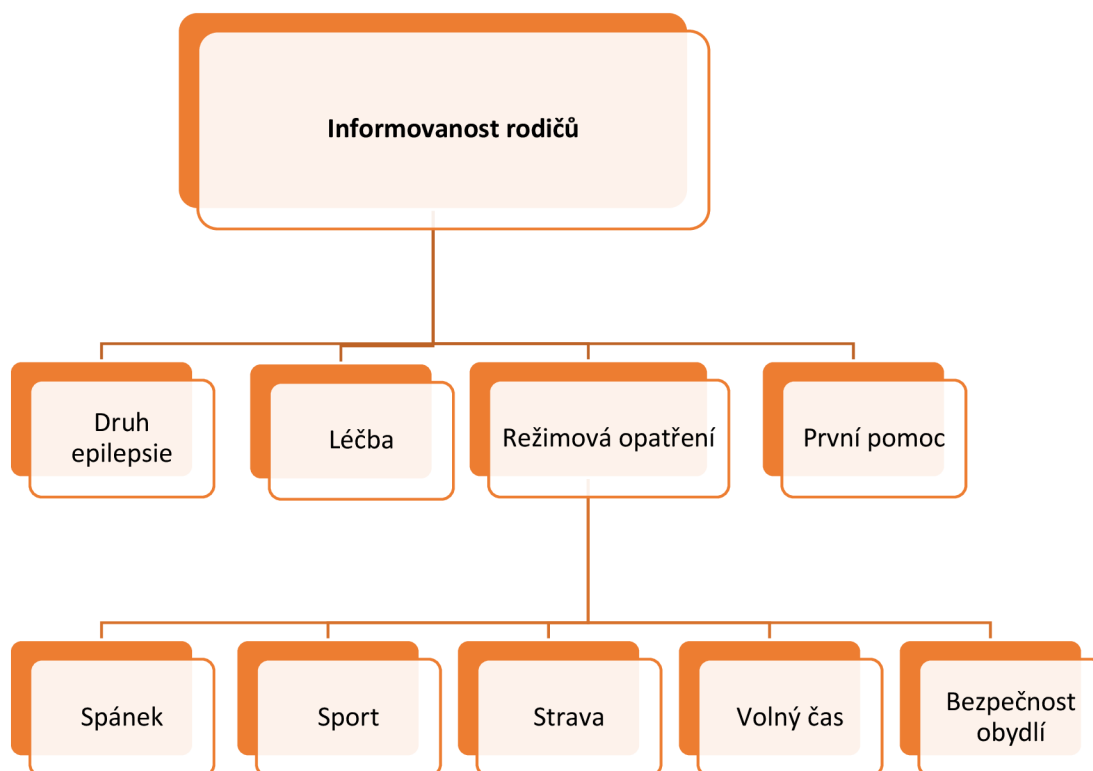 Informovanost rodičů
Druh
epilepsie
Léčba
Režimová opatření
První pomoc
Spánek
Sport
Strava
Volný čas
Bezpečnost
obydlí